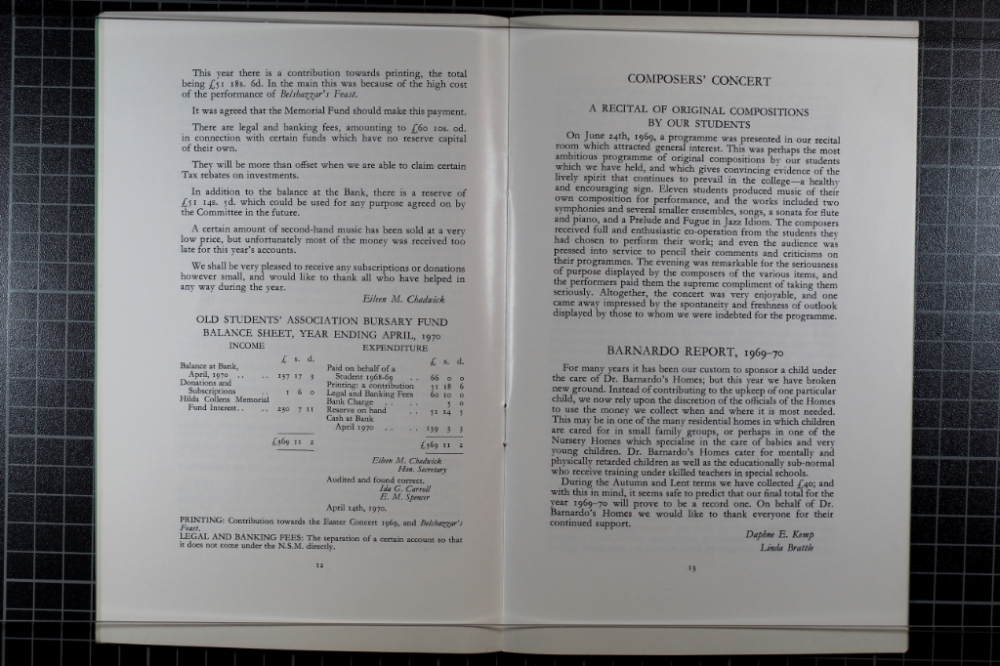 This year there is a contribution towards printing, the total
being £51 18s. 6d. In the main this was because of the high cost
of the performance of Belshazzar's Feast.
It was agreed that the Memorial Fund should make this payment.
There are legal and banking fees, amounting to £60 10s. 0d.
in connection with certain funds which have no reserve capital
of their own.
They will be more than offset when we are able to claim certain
Tax rebates on investments.
In addition to the balance at the Bank, there is a reserve of
£51 14s. 5d. which could be used for any purpose agreed on by
the Committee in the future.
A certain amount of second-hand music has been sold at a very
low price, but unfortunately most of the money was received too
late for this year's accounts.
We shall be very pleased to receive any subscriptions or donations
however small, and would like to thank all who have helped in
any way during the year.
Eileen M. Chadwick
OLD STUDENTS' ASSOCIATION BURSARY FUND
BALANCE SHEET, YEAR ENDING APRIL, 1970
INCOME
£ s. d.
Balance at Bank,
April, 1970 .. .. 137 17 3
Donations and
Subscriptions 1 6 0
Hilda Collens Memorial
Fund Interest.. .. 230 7 11
£369 11 2
EXPENDITURE
£ s. d.
Paid on behalf of a
Student 1968-69 .. 66 0 0
Printing: a contribution 51 18 6
Legal and Banking Fees 60 10 0
Bank Charge .. .. 5 0
Reserve on hand .. 51 14 5
Cash at Bank
April 1970 .. .. 139 3 3
£369 11 2
Eileen M. Chadwick
Hon. Secretary
Audited and found correct.
Ida G. Carroll
E. M. Spencer
April 14th, 1970.
PRINTING: Contribution towards the Easter Concert 1969, and Belshazzar's
Feast.
LEGAL AND BANKING FEES: The separation of a certain account so that
it does not come under the N.S.M. directly.
12
COMPOSERS' CONCERT
A RECITAL OF ORIGINAL COMPOSITIONS
BY OUR STUDENTS
On June 24th, 1969, a programme was presented in our recital
room which attracted general interest. This was perhaps the most
ambitious programme of original compositions by our students
which we have held, and which gives convincing evidence of the
lively spirit that continues to prevail in the college—a healthy
and encouraging sign. Eleven students produced music of their
own composition for performance, and the works included two
symphonies and several smaller ensembles, songs, a sonata for flute
and piano, and a Prelude and Fugue in Jazz Idiom. The composers
received full and enthusiastic co-operation from the students they
had chosen to perform their work; and even the audience was
pressed into service to pencil their comments and criticisms on
their programmes. The evening was remarkable for the seriousness
of purpose displayed by the composers of the various items, and
the performers paid them the supreme compliment of taking them
seriously. Altogether, the concert was very enjoyable, and one
came away impressed by the spontaneity and freshness of outlook
displayed by those to whom we were indebted for the programme.
BARNARDO REPORT, 1969-70
For many years it has been our custom to sponsor a child under
the care of Dr. Barnardo's Homes; but this year we have broken
new ground. Instead of contributing to the upkeep of one particular
child, we now rely upon the discretion of the officials of the Homes
to use the money we collect when and where it is most needed.
This may be in one of the many residential homes in which children
are cared for in small family groups, or perhaps in one of the
Nursery Homes which specialise in the care of babies and very
young children. Dr. Barnardo's Homes cater for mentally and
physically retarded children as well as the educationally sub-normal
who receive training under skilled teachers in special schools.
During the Autumn and Lent terms we have collected £40; and
with this in mind, it seems safe to predict that our final total for the
year 1969-70 will prove to be a record one. On behalf of Dr.
Barnardo's Homes we would like to thank everyone for their
continued support.
Daphne E. Kemp
Linda Brattle
13